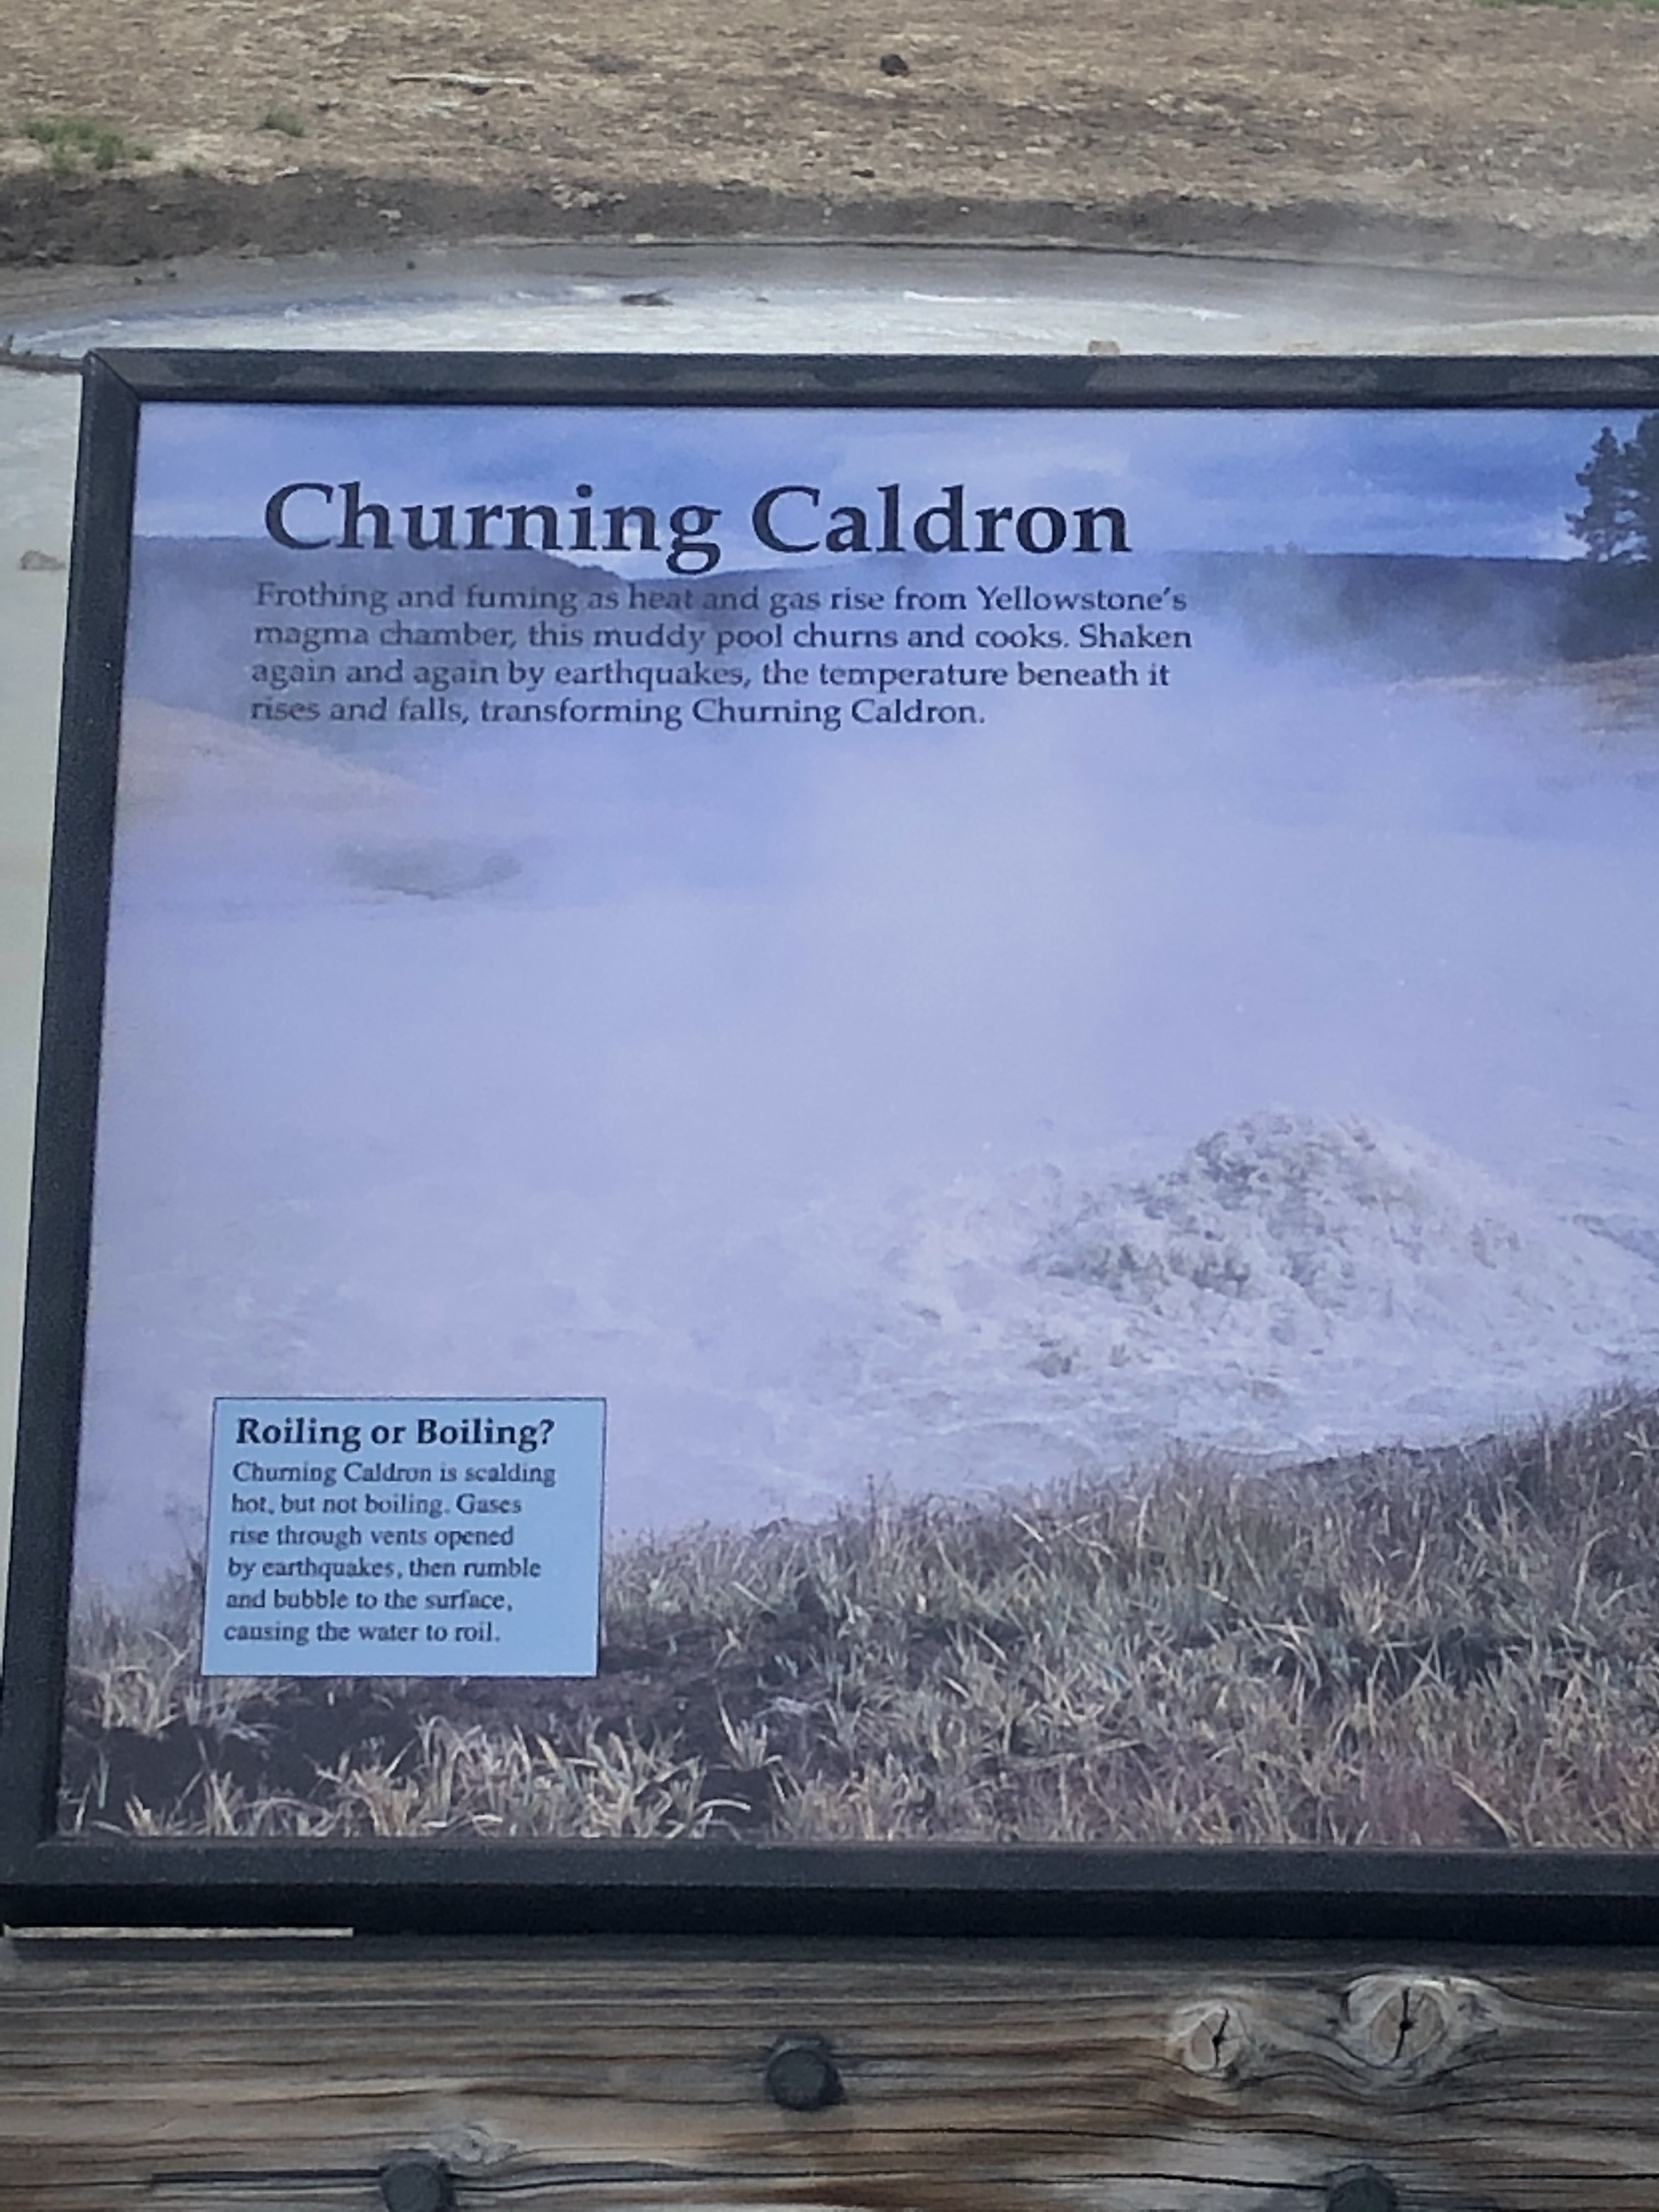 Churning Caldron
Frothing and fuming as heat and gas rise from Yellowstone's
magma chamber, this muddy pool churns and cooks. Shaken
again and again by earthquakes, the temperature beneath it
rises and falls, transforming Churning Caldron.
Roiling or Boiling?
Churning Caldron is scalding
hot, but not boiling. Gases
rise through vents opened
by earthquakes, then rumble
and bubble to the surface,
causing the water to roil.